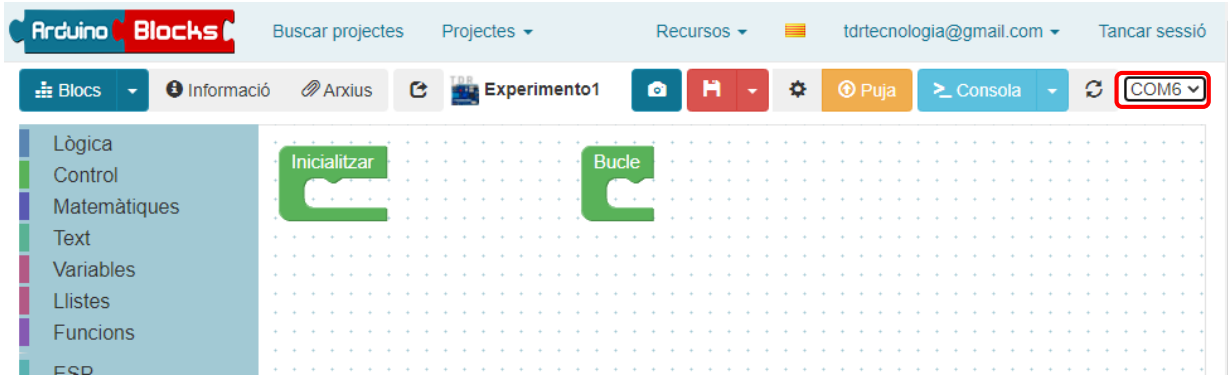 Arduino Blocks Buscar projectes Projectes Recursos tdrtecnologia@gmail.com Tancar sessió
Blocs Informació Arxius TDR Experimento1 Puja >_ Consola COM6
Lògica
Inicialitzar Bucle
Control
Matemàtiques
Text
Variables
Llistes
Funcions
ESP